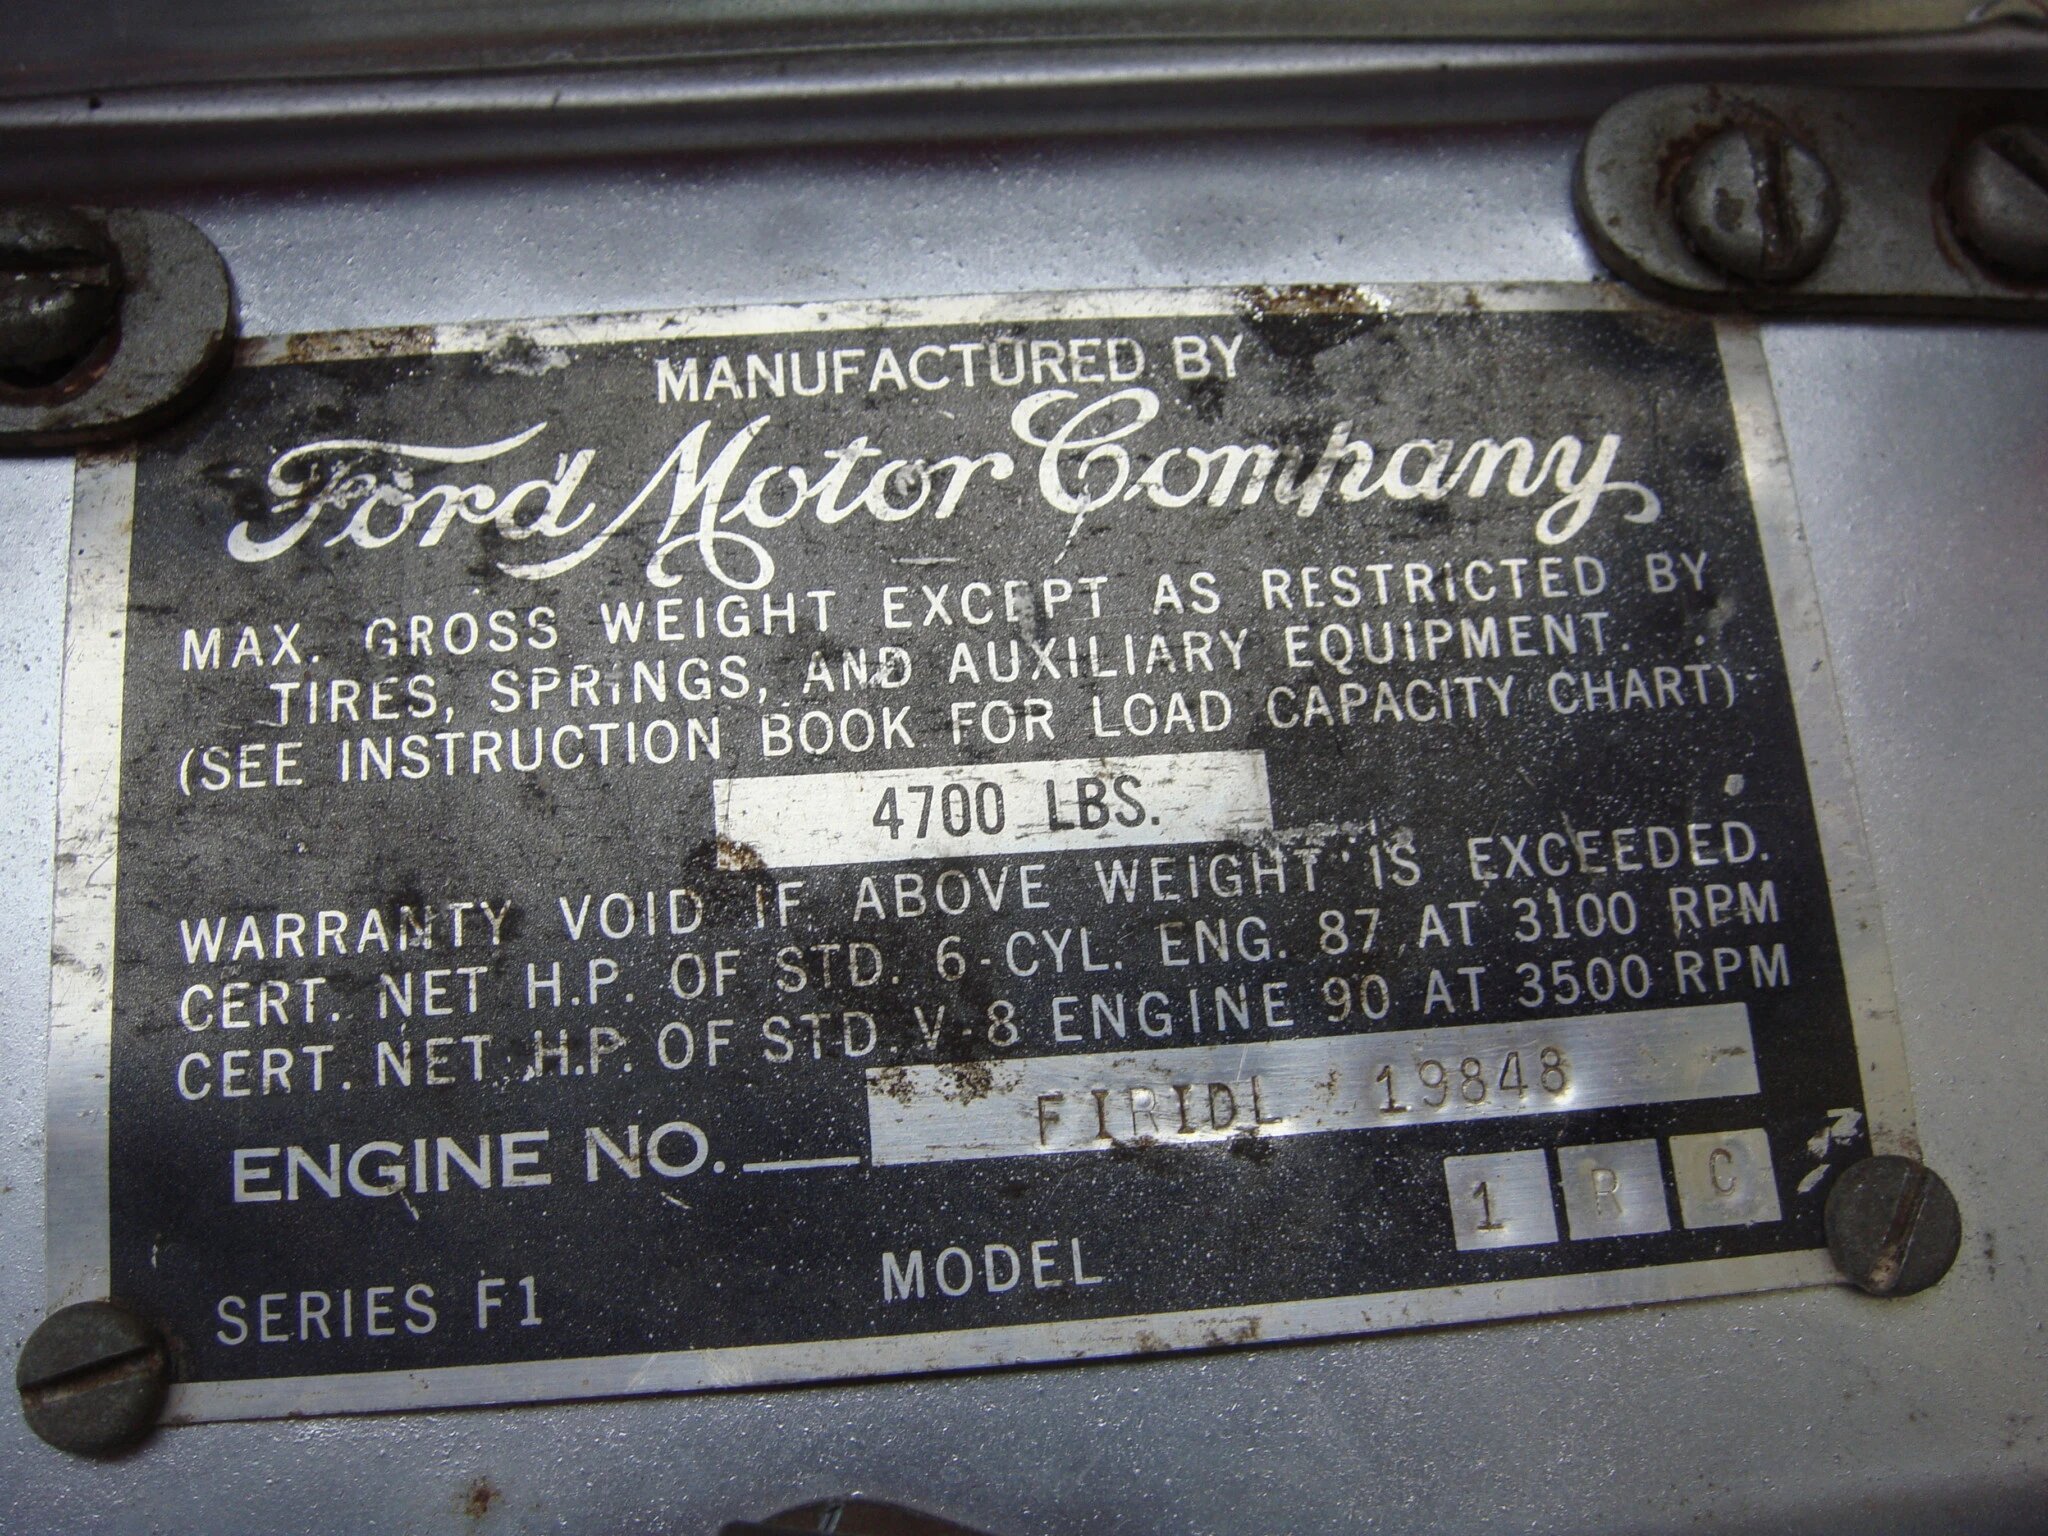 MANUFACTURED BY
Ford Motor Company
MAX. GROSS WEIGHT EXCEPT AS RESTRICTED BY
TIRES, SPRINGS, AND AUXILIARY EQUIPMENT.
(SEE INSTRUCTION BOOK FOR LOAD CAPACITY CHART)
4700 LBS.
WARRANTY VOID IF ABOVE WEIGHT IS EXCEEDED.
CERT. NET H.P. OF STD. 6-CYL. ENG. 87 AT 3100 RPM
CERT. NET H.P. OF STD. V-8 ENGINE 90 AT 3500 RPM
ENGINE NO. FIRIDL 19848
1 R C
SERIES F1 MODEL